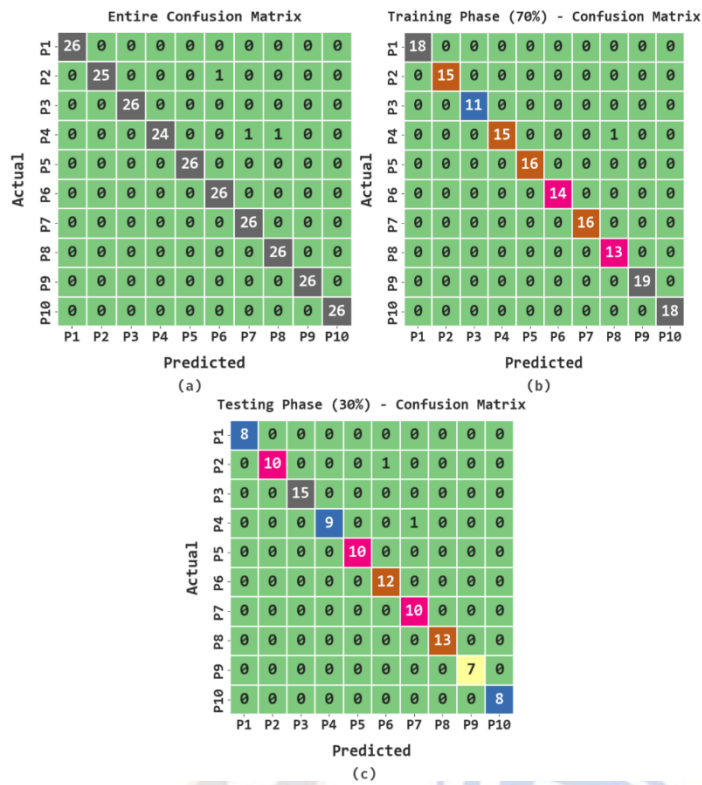 Entire Confusion Matrix
Actual
P1 26 0 0 0 0 0 0 0 0 0
P2 0 25 0 0 0 1 0 0 0 0
P3 0 0 26 0 0 0 0 0 0 0
P4 0 0 0 24 0 0 1 1 0 0
P5 0 0 0 0 26 0 0 0 0 0
P6 0 0 0 0 0 26 0 0 0 0
P7 0 0 0 0 0 0 26 0 0 0
P8 0 0 0 0 0 0 0 26 0 0
P9 0 0 0 0 0 0 0 0 26 0
P10 0 0 0 0 0 0 0 0 0 26
P1 P2 P3 P4 P5 P6 P7 P8 P9 P10
Predicted
(a)
Training Phase (70%) - Confusion Matrix
Actual
P1 18 0 0 0 0 0 0 0 0 0
P2 0 15 0 0 0 0 0 0 0 0
P3 0 0 11 0 0 0 0 0 0 0
P4 0 0 0 15 0 0 0 1 0 0
P5 0 0 0 0 16 0 0 0 0 0
P6 0 0 0 0 0 14 0 0 0 0
P7 0 0 0 0 0 0 16 0 0 0
P8 0 0 0 0 0 0 0 13 0 0
P9 0 0 0 0 0 0 0 0 19 0
P10 0 0 0 0 0 0 0 0 0 18
P1 P2 P3 P4 P5 P6 P7 P8 P9 P10
Predicted
(b)
Testing Phase (30%) - Confusion Matrix
Actual
P1 8 0 0 0 0 0 0 0 0 0
P2 0 10 0 0 0 1 0 0 0 0
P3 0 0 15 0 0 0 0 0 0 0
P4 0 0 0 9 0 0 1 0 0 0
P5 0 0 0 0 10 0 0 0 0 0
P6 0 0 0 0 0 12 0 0 0 0
P7 0 0 0 0 0 0 10 0 0 0
P8 0 0 0 0 0 0 0 13 0 0
P9 0 0 0 0 0 0 0 0 7 0
P10 0 0 0 0 0 0 0 0 0 8
P1 P2 P3 P4 P5 P6 P7 P8 P9 P10
Predicted
(c)